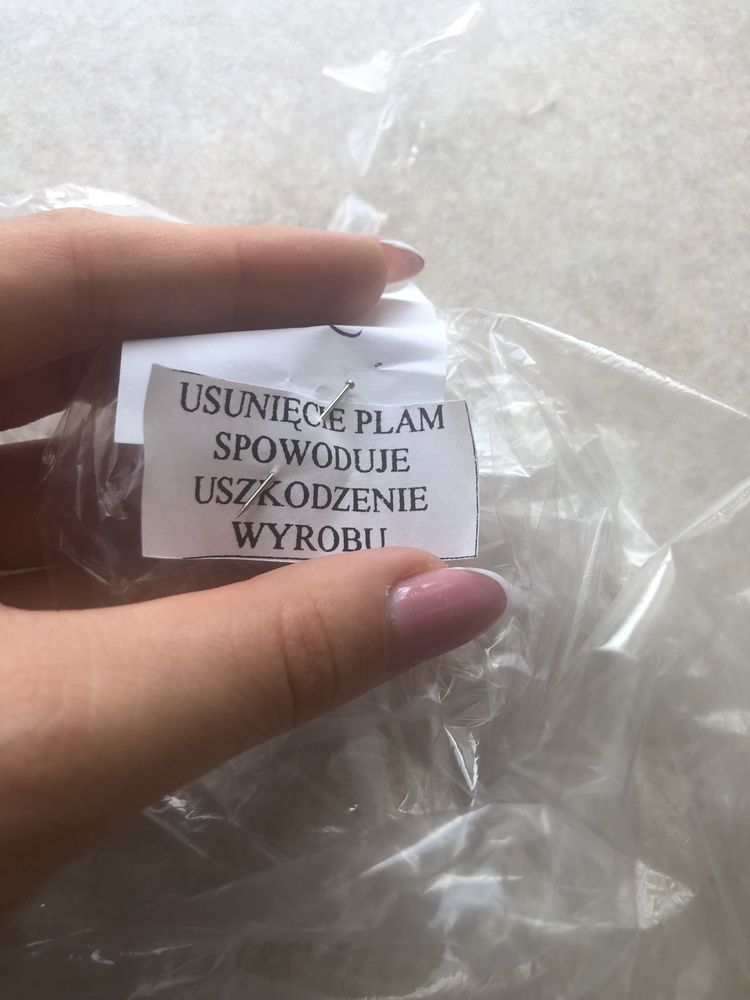 USUNIĘCIE PLAM
SPOWODUJE
USZKODZENIE
WYROBU